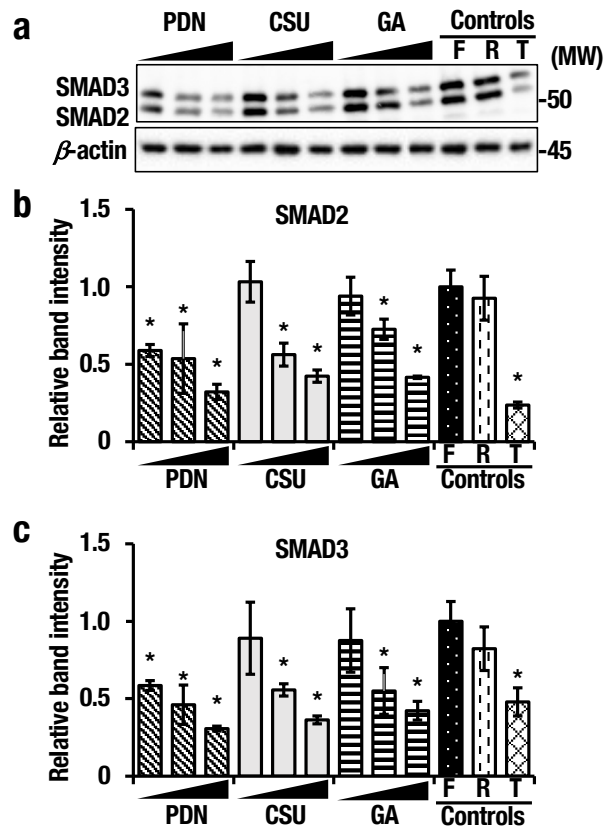 a
PDN CSU GA Controls
F R T (MW)
SMAD3
SMAD2
-50
β-actin
-45
b
SMAD2
Relative band intensity
1.5
1.0
0.5
0
* * * * * * * *
F R T
PDN CSU GA Controls
c
SMAD3
Relative band intensity
1.5
1.0
0.5
0
* * * * * * * *
F R T
PDN CSU GA Controls